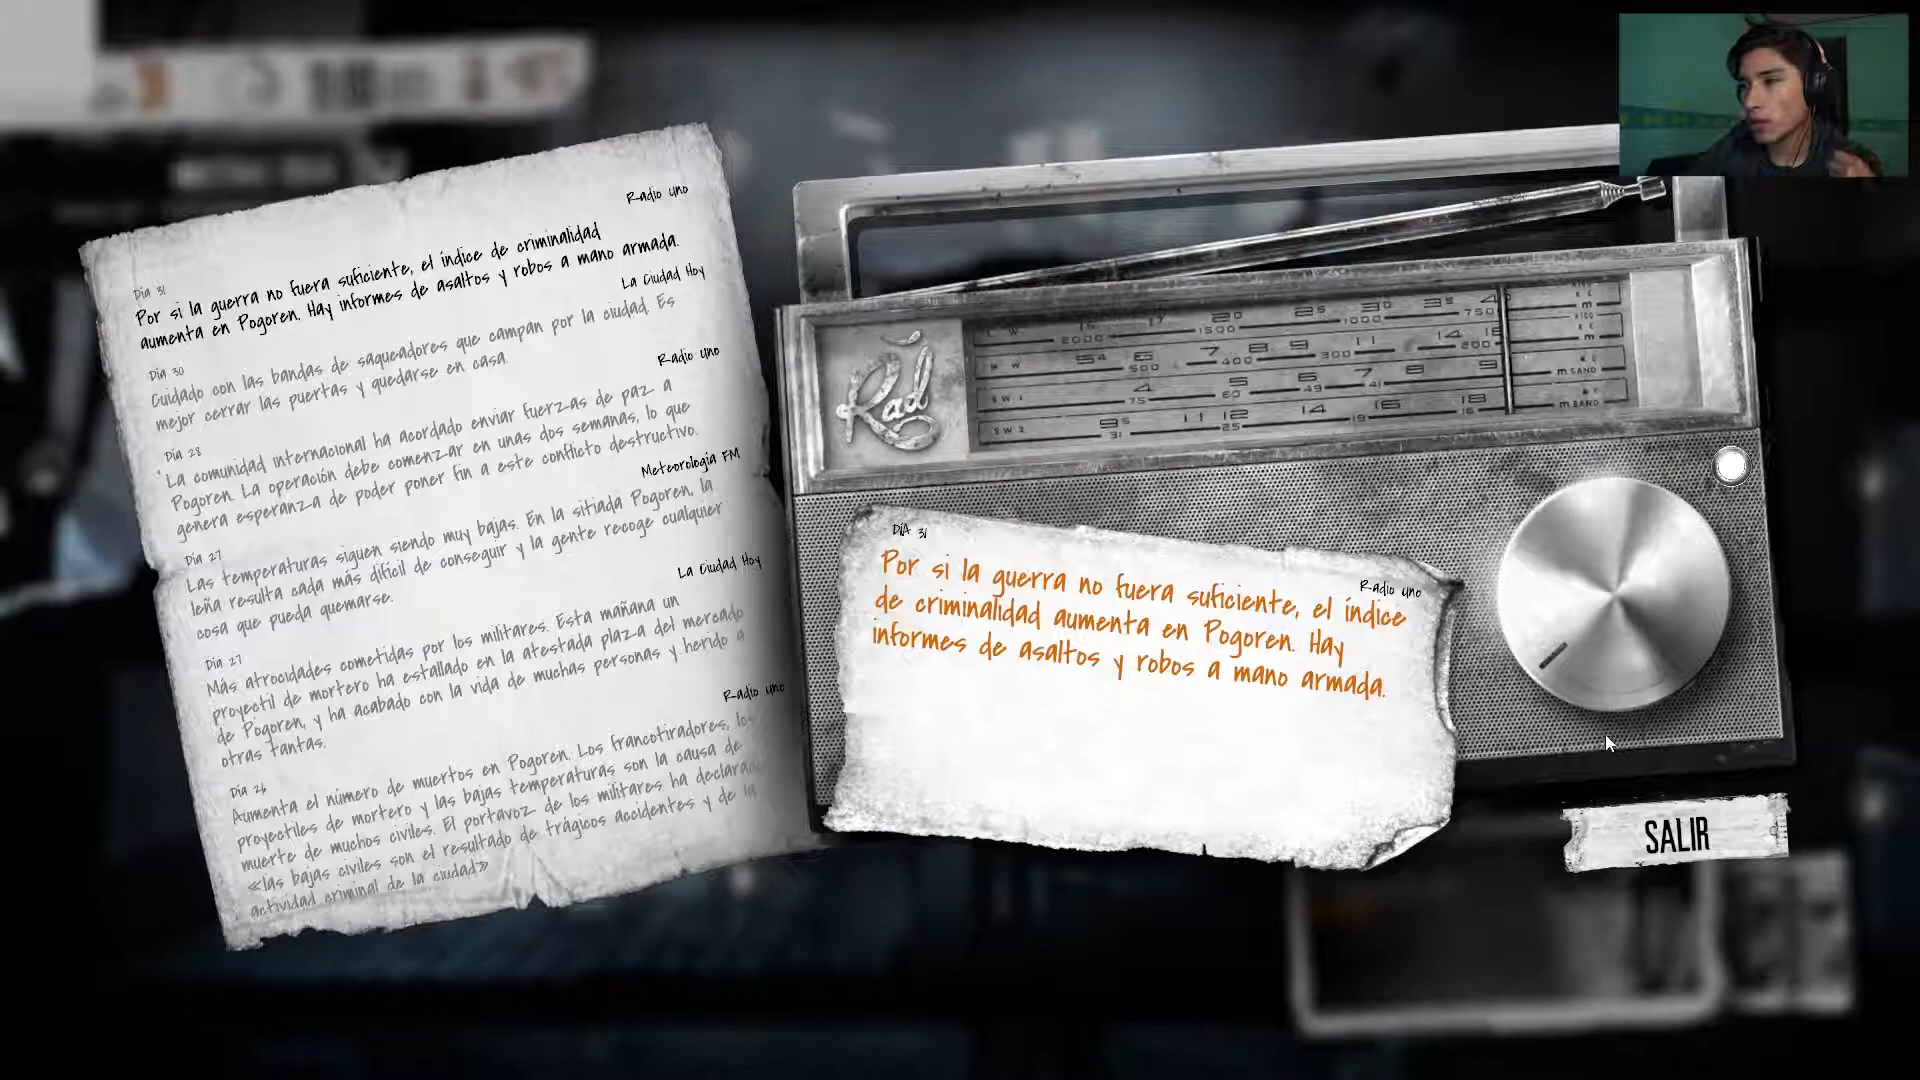 Radio Uno
Día 31
Por si la guerra no fuera suficiente, el índice de criminalidad
aumenta en Pogoren. Hay informes de asaltos y robos a mano armada.
La Ciudad Hoy
Día 30
Cuidado con las bandas de saqueadores que campan por la ciudad. Es
mejor cerrar las puertas y quedarse en casa.
Radio Uno
Día 28
La comunidad internacional ha acordado enviar fuerzas de paz a
Pogoren. La operación debe comenzar en unas dos semanas, lo que
genera esperanza de poder poner fin a este conflicto destructivo.
Meteorología FM
Día 27
Las temperaturas siguen siendo muy bajas. En la sitiada Pogoren, la
leña resulta cada más difícil de conseguir y la gente recoge cualquier
cosa que pueda quemarse.
La Ciudad Hoy
Día 27
Más atrocidades cometidas por los militares. Esta mañana un
proyectil de mortero ha estallado en la atestada plaza del mercado
de Pogoren, y ha acabado con la vida de muchas personas y herido a
otras tantas.
Radio Uno
Día 26
Aumenta el número de muertos en Pogoren. Los francotiradores, los
proyectiles de mortero y las bajas temperaturas son la causa de
muerte de muchos civiles. El portavoz de los militares ha declarado
«las bajas civiles son el resultado de trágicos accidentes y de la
actividad criminal de la ciudad»
Rad
DÍA 31
Radio Uno
Por si la guerra no fuera suficiente, el índice
de criminalidad aumenta en Pogoren. Hay
informes de asaltos y robos a mano armada.
SALIR